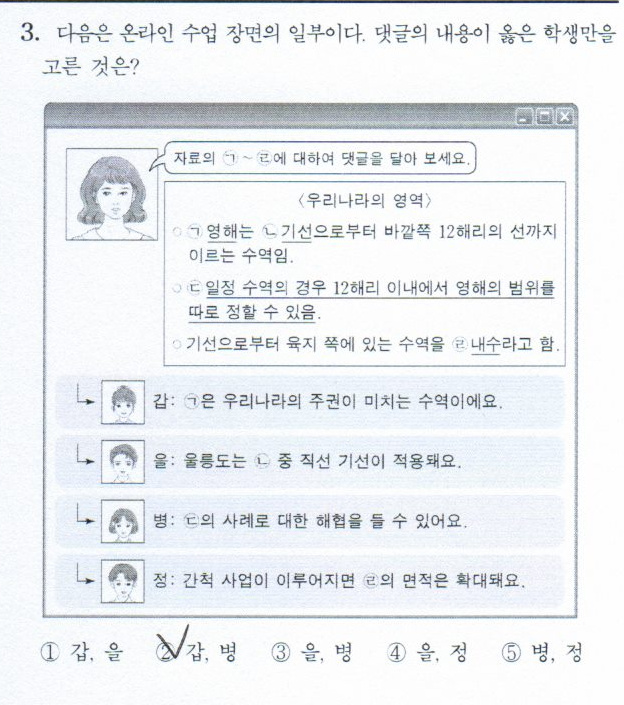 3. 다음은 온라인 수업 장면의 일부이다. 댓글의 내용이 옳은 학생만을
고른 것은?
자료의 ㉠ ~ ㉣에 대하여 댓글을 달아 보세요.
〈우리나라의 영역〉
○ ㉠영해는 ㉡기선으로부터 바깥쪽 12해리의 선까지
이르는 수역임.
○ ㉢일정 수역의 경우 12해리 이내에서 영해의 범위를
따로 정할 수 있음.
○ 기선으로부터 육지 쪽에 있는 수역을 ㉣내수라고 함.
갑: ㉠은 우리나라의 주권이 미치는 수역이에요.
을: 울릉도는 ㉡ 중 직선 기선이 적용돼요.
병: ㉢의 사례로 대한 해협을 들 수 있어요.
정: 간척 사업이 이루어지면 ㉣의 면적은 확대돼요.
① 갑, 을 ② 갑, 병 ③ 을, 병 ④ 을, 정 ⑤ 병, 정